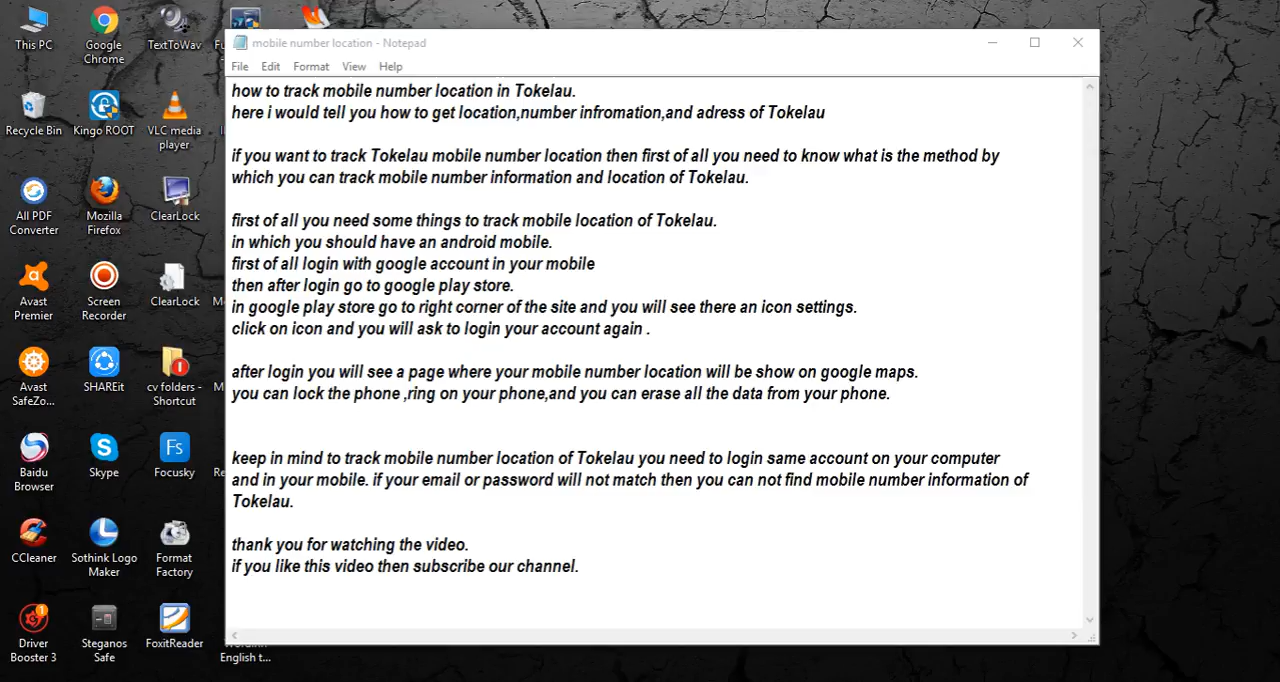 This PC
Google Chrome
TextToWav
Recycle Bin
Kingo ROOT
VLC media player
All PDF Converter
Mozilla Firefox
ClearLock
Avast Premier
Screen Recorder
ClearLock
Avast SafeZo...
SHAREit
cv folders - Shortcut
Baidu Browser
Skype
Focusky
CCleaner
Sothink Logo Maker
Format Factory
Driver Booster 3
Steganos Safe
FoxitReader
English t...
mobile number location - Notepad
File Edit Format View Help
how to track mobile number location in Tokelau.
here i would tell you how to get location,number infromation,and adress of Tokelau
if you want to track Tokelau mobile number location then first of all you need to know what is the method by
which you can track mobile number information and location of Tokelau.
first of all you need some things to track mobile location of Tokelau.
in which you should have an android mobile.
first of all login with google account in your mobile
then after login go to google play store.
in google play store go to right corner of the site and you will see there an icon settings.
click on icon and you will ask to login your account again .
after login you will see a page where your mobile number location will be show on google maps.
you can lock the phone ,ring on your phone,and you can erase all the data from your phone.
keep in mind to track mobile number location of Tokelau you need to login same account on your computer
and in your mobile. if your email or password will not match then you can not find mobile number information of
Tokelau.
thank you for watching the video.
if you like this video then subscribe our channel.